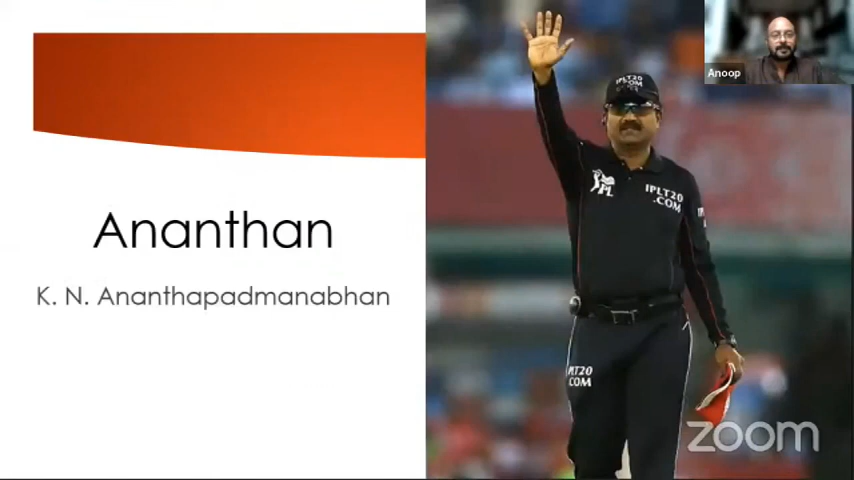 Ananthan
K. N. Ananthapadmanabhan
Anoop
IPLT20
.COM
IPL
IPLT20
.COM
IPLT20
.COM
zoom